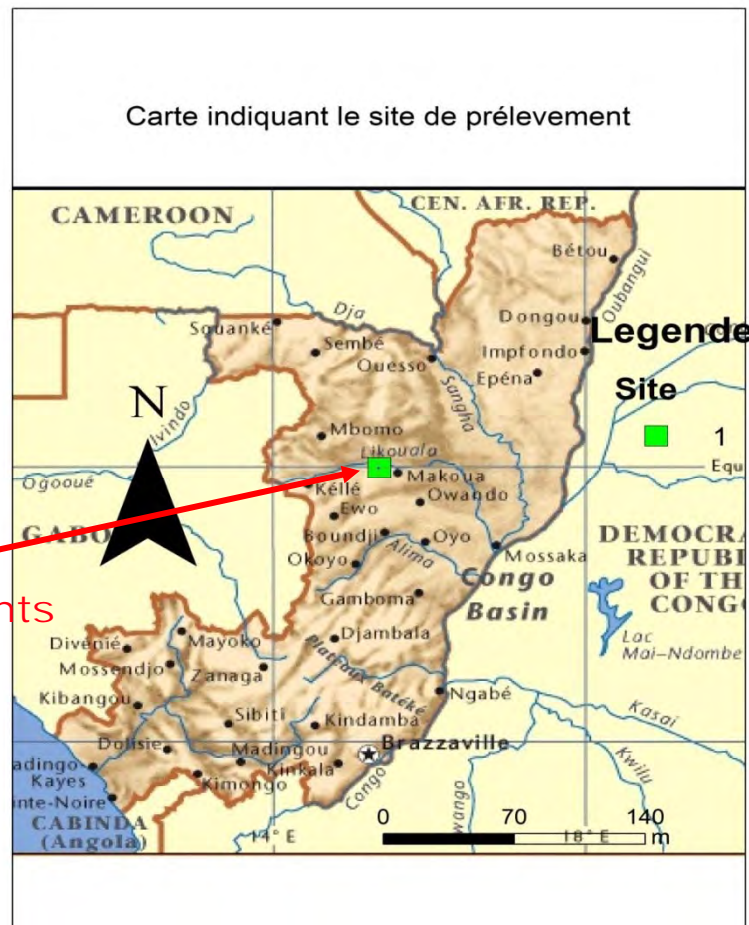 Carte indiquant le site de prélevement
CAMEROON
CEN. AFR. REP.
Bétou
Oubangui
Dja
Souanké
Sembé
Ouesso
Dongou
Impfondo
Epéna
Legende
Site
1
Equ
Sangha
N
Ivindo
Mbomo
Likouala
Makoua
Ogooué
Kéllé
Owando
Ewo
GABO
Boundji
Oyo
Alima
Okoyo
Mossaka
DEMOCRA
REPUBL
OF TH
CONG
Congo
Basin
nts
Gamboma
Lac
Mai-Ndombe
Divénié
Mayoko
Djambala
Mossendjo
Zanaga
Plateaux Batéké
Kibangou
Ngabé
Kasai
Sibiti
Kindamba
Dolisie
Madingou
Brazzaville
Kwilu
adingo
Kayes
Kinkala
Kimongo
Congo
wango
inte-Noire
CABINDA
(Angola)
0 70 140
m
14° E
18° E